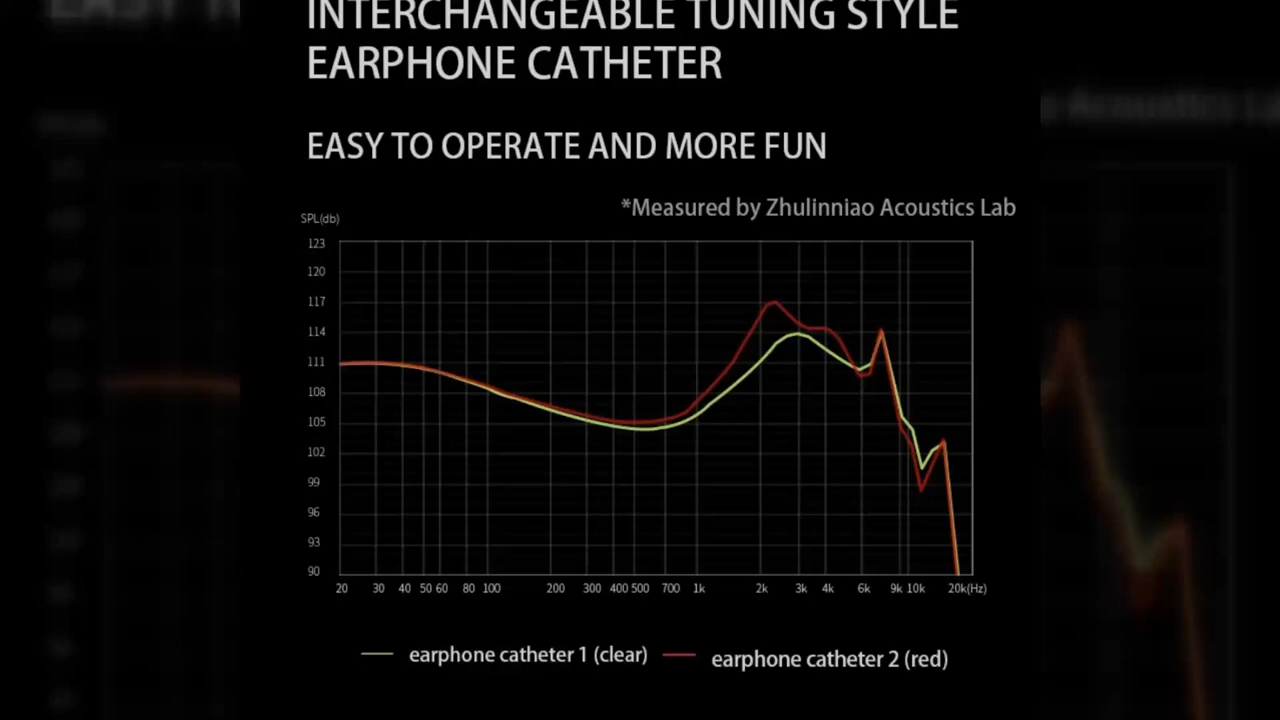 INTERCHANGEABLE TUNING STYLE
EARPHONE CATHETER
EASY TO OPERATE AND MORE FUN
*Measured by Zhulinniao Acoustics Lab
SPL(db)
123
120
117
114
111
108
105
102
99
96
93
90
20 30 40 50 60 80 100 200 300 400 500 700 1k 2k 3k 4k 6k 9k 10k 20k(Hz)
earphone catheter 1 (clear) earphone catheter 2 (red)